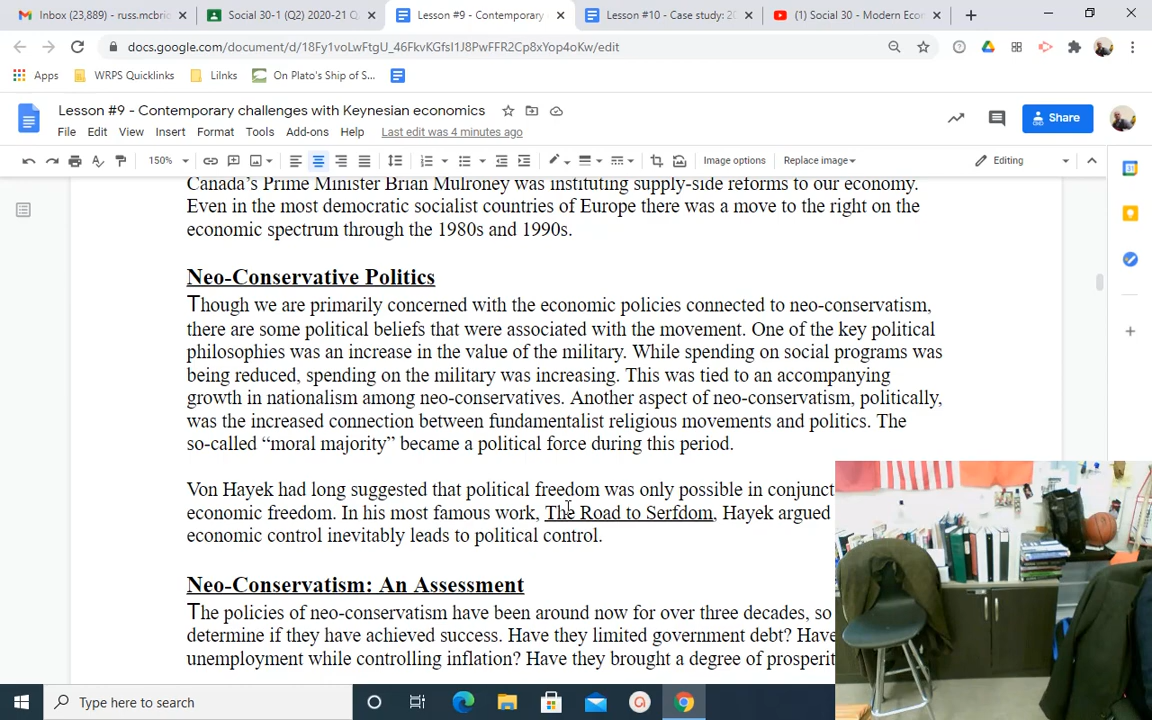 Inbox (23,889) - russ.mcbrid
Social 30-1 (Q2) 2020-21 Q
Lesson #9 - Contemporary
Lesson #10 - Case study: 20
(1) Social 30 - Modern Econ
docs.google.com/document/d/18Fy1voLwFtgU_46FkvKGfsI1J8PwFFR2Cp8xYop4oKw/edit
Apps
WRPS Quicklinks
LiInks
On Plato's Ship of S...
Lesson #9 - Contemporary challenges with Keynesian economics
Share
File Edit View Insert Format Tools Add-ons Help Last edit was 4 minutes ago
150% Image options Replace image Editing
Canada's Prime Minister Brian Mulroney was instituting supply-side reforms to our economy.
Even in the most democratic socialist countries of Europe there was a move to the right on the
economic spectrum through the 1980s and 1990s.
Neo-Conservative Politics
Though we are primarily concerned with the economic policies connected to neo-conservatism,
there are some political beliefs that were associated with the movement. One of the key political
philosophies was an increase in the value of the military. While spending on social programs was
being reduced, spending on the military was increasing. This was tied to an accompanying
growth in nationalism among neo-conservatives. Another aspect of neo-conservatism, politically,
was the increased connection between fundamentalist religious movements and politics. The
so-called “moral majority” became a political force during this period.
Von Hayek had long suggested that political freedom was only possible in conjunct
economic freedom. In his most famous work, The Road to Serfdom, Hayek argued
economic control inevitably leads to political control.
Neo-Conservatism: An Assessment
The policies of neo-conservatism have been around now for over three decades, so
determine if they have achieved success. Have they limited government debt? Have
unemployment while controlling inflation? Have they brought a degree of prosperit
Type here to search